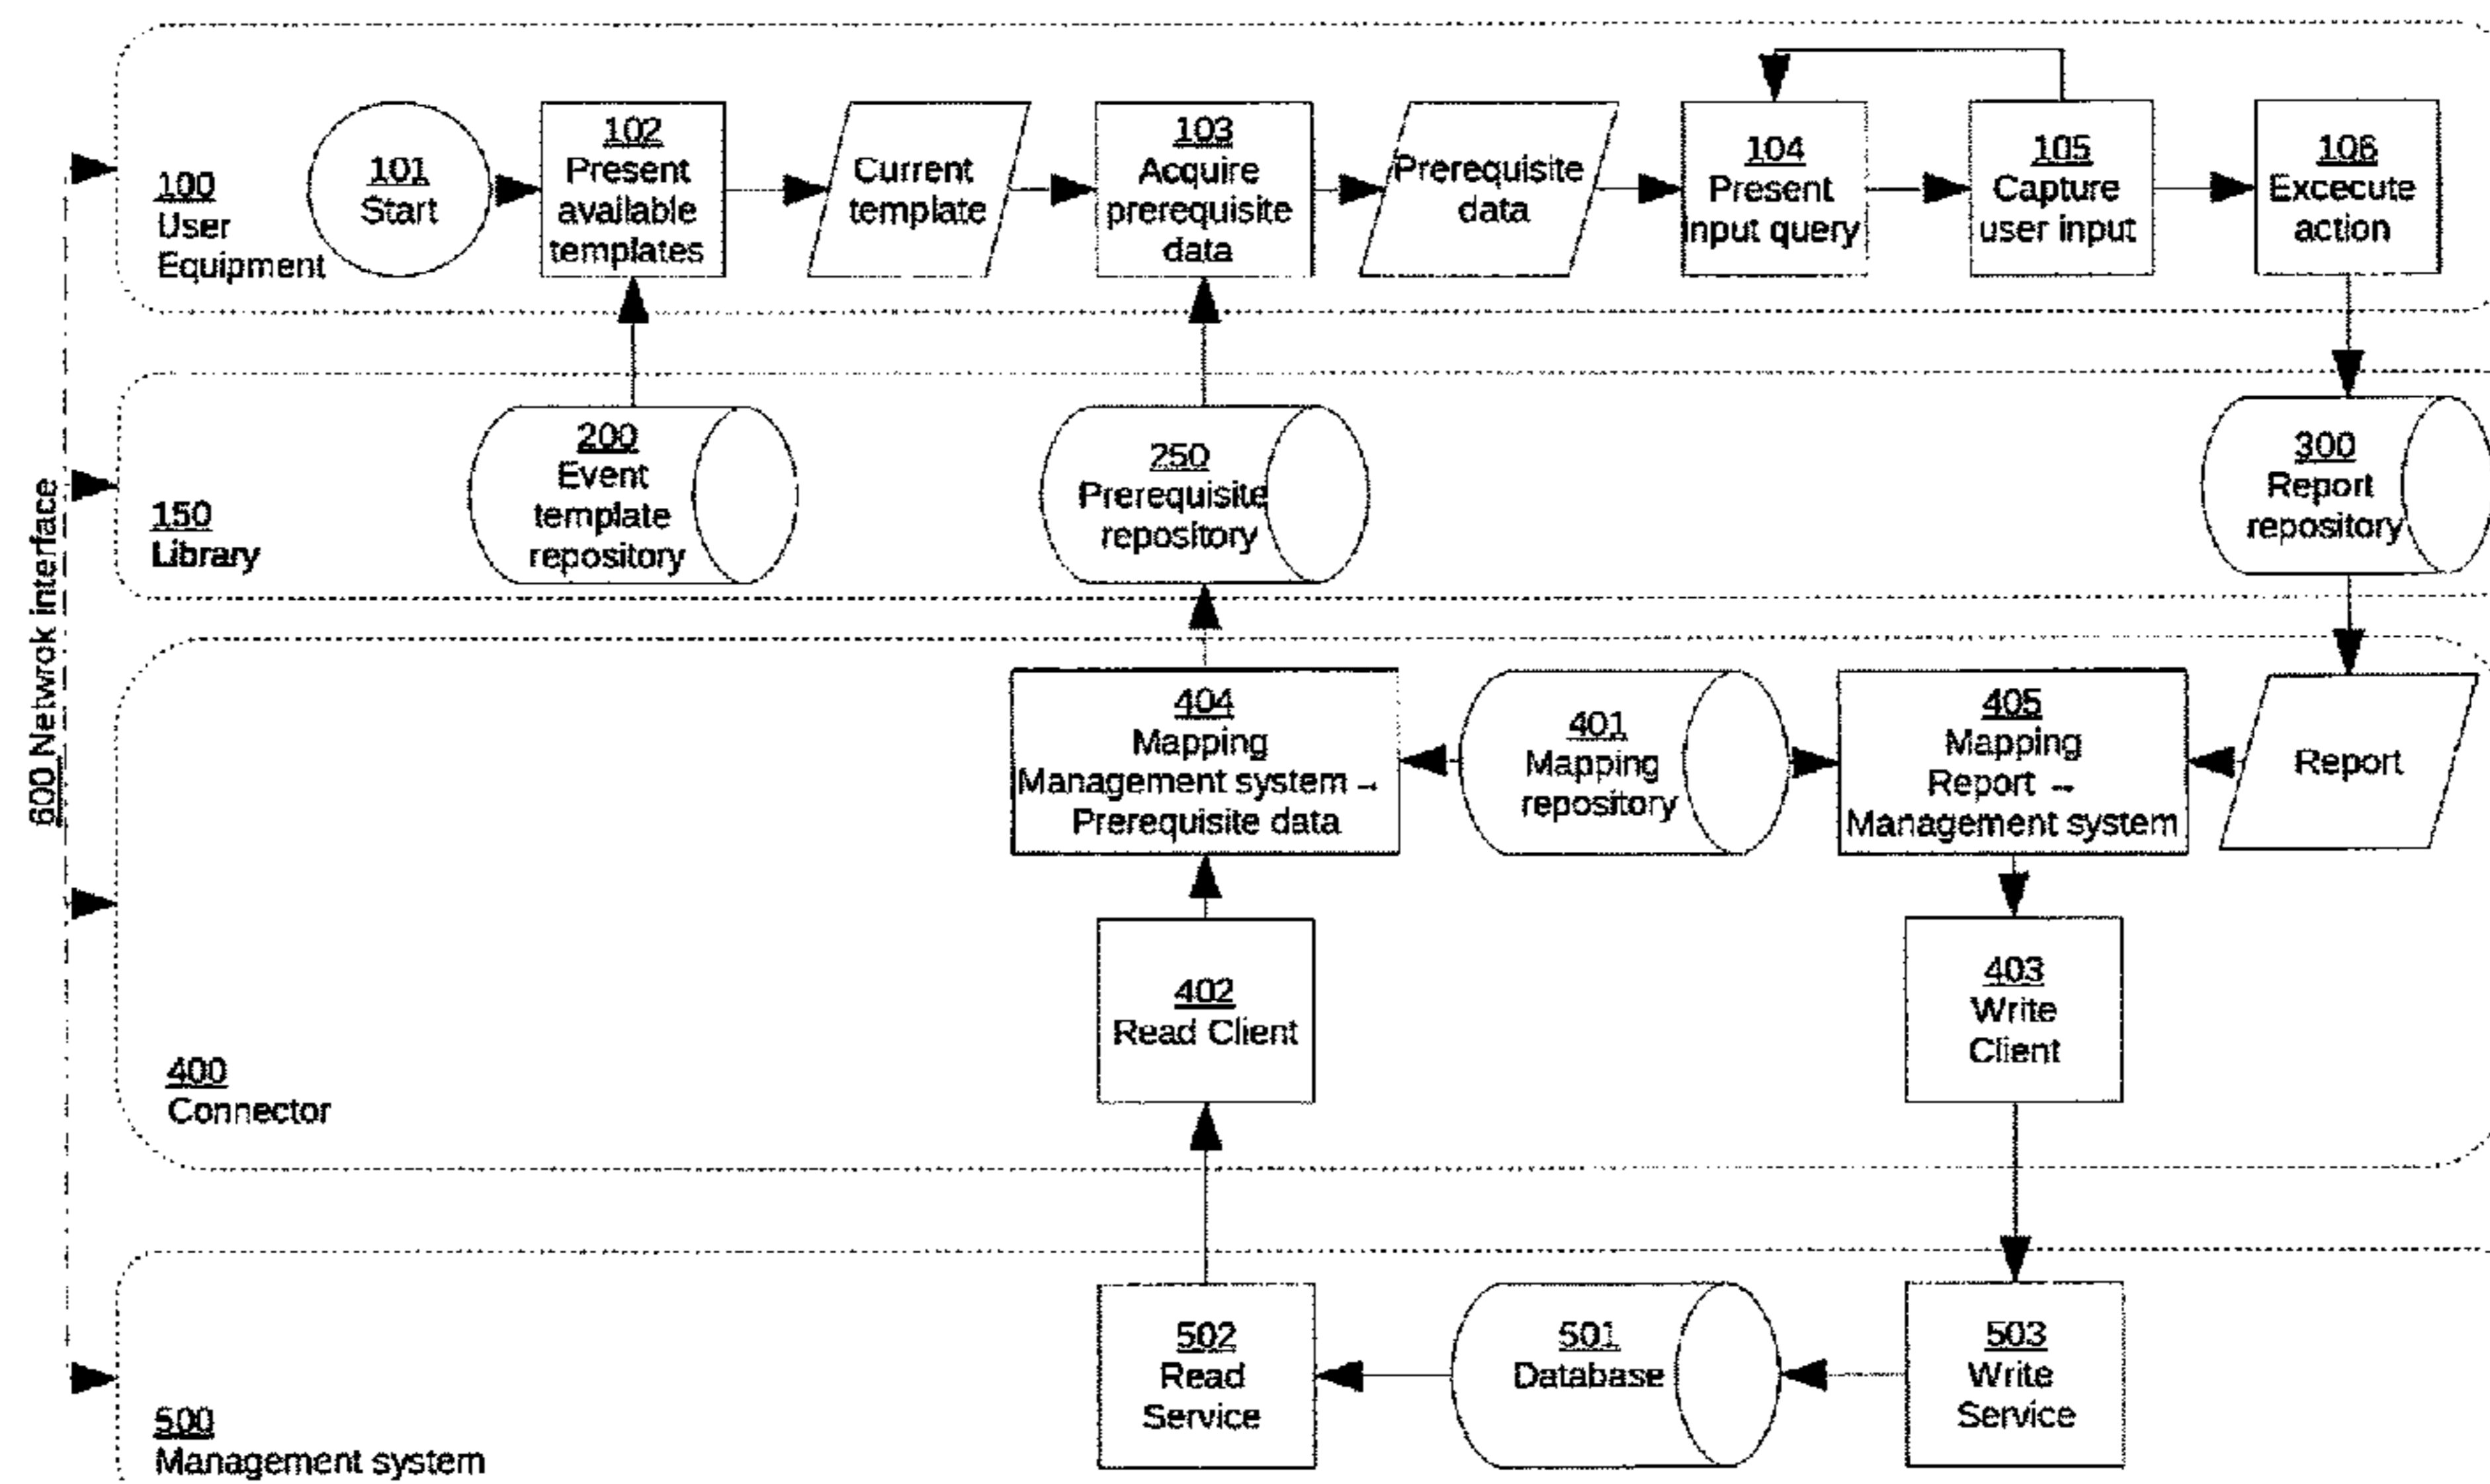 101
Start
102
Present
available
templates
Current
template
103
Acquire
prerequisite
data
Prerequisite
data
104
Present
input query
105
Capture
user input
106
Excecute
action
100
User
Equipment
200
Event
template
repository
250
Prerequisite
repository
300
Report
repository
150
Library
600 Netwrok interface
404
Mapping
Management system →
Prerequisite data
401
Mapping
repository
405
Mapping
Report →
Management system
Report
402
Read Client
403
Write
Client
400
Connector
502
Read
Service
501
Database
503
Write
Service
500
Management system